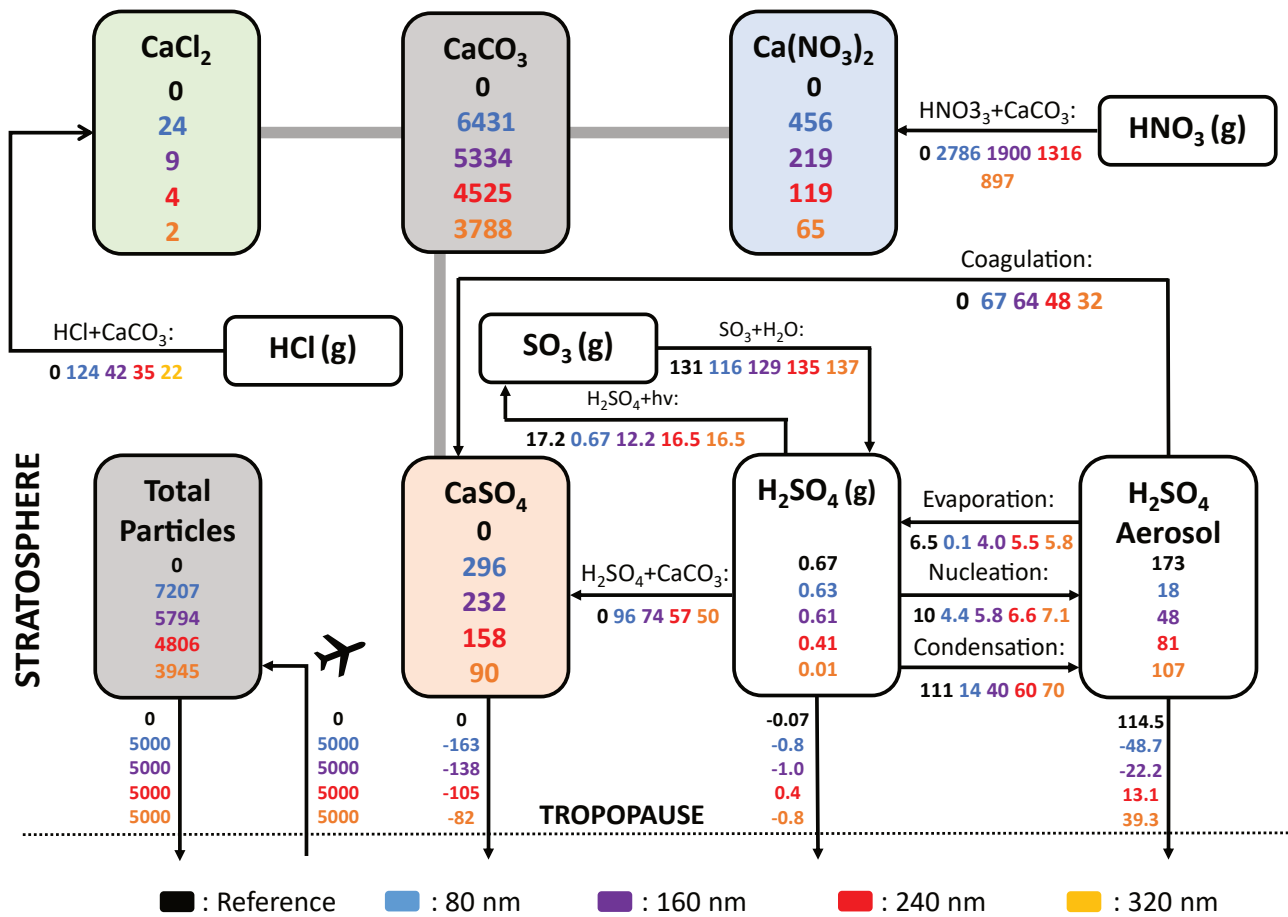 CaCl₂
0
24
9
4
2
CaCO₃
0
6431
5334
4525
3788
Ca(NO₃)₂
0
456
219
119
65
HNO3₃+CaCO₃:
0 2786 1900 1316
897
HNO₃ (g)
Coagulation:
0 67 64 48 32
HCl+CaCO₃:
0 124 42 35 22
HCl (g)
SO₃ (g)
SO₃+H₂O:
131 116 129 135 137
H₂SO₄+hv:
17.2 0.67 12.2 16.5 16.5
STRATOSPHERE
Total
Particles
0
7207
5794
4806
3945
CaSO₄
0
296
232
158
90
H₂SO₄+CaCO₃:
0 96 74 57 50
H₂SO₄ (g)
0.67
0.63
0.61
0.41
0.01
Evaporation:
6.5 0.1 4.0 5.5 5.8
Nucleation:
10 4.4 5.8 6.6 7.1
Condensation:
111 14 40 60 70
H₂SO₄
Aerosol
173
18
48
81
107
0
5000
5000
5000
5000
0
5000
5000
5000
5000
0
-163
-138
-105
-82
-0.07
-0.8
-1.0
0.4
-0.8
114.5
-48.7
-22.2
13.1
39.3
TROPOPAUSE
: Reference : 80 nm : 160 nm : 240 nm : 320 nm